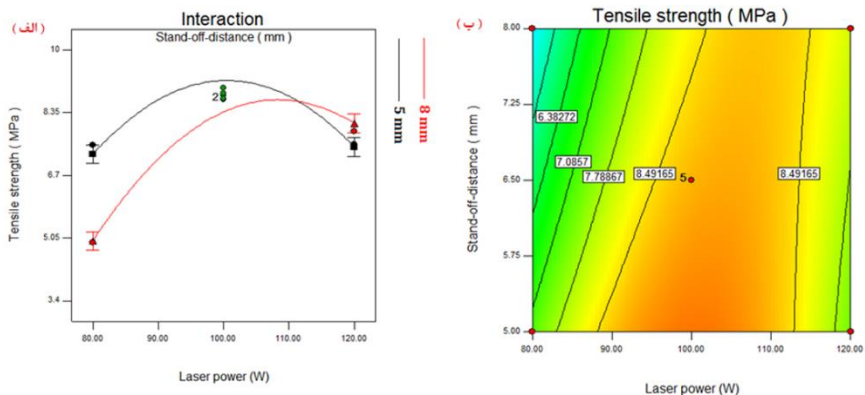 (الف)
Interaction
Stand-off-distance ( mm )
Tensile strength ( MPa )
10
8.35
6.7
5.05
3.4
2
80.00
90.00
100.00
110.00
120.00
Laser power (W)
5 mm
8 mm
(ب)
Tensile strength ( MPa )
Stand-off-distance ( mm )
8.00
7.25
6.50
5.75
5.00
6.38272
7.0857
7.78867
8.49165
5
8.49165
80.00
90.00
100.00
110.00
120.00
Laser power (W)